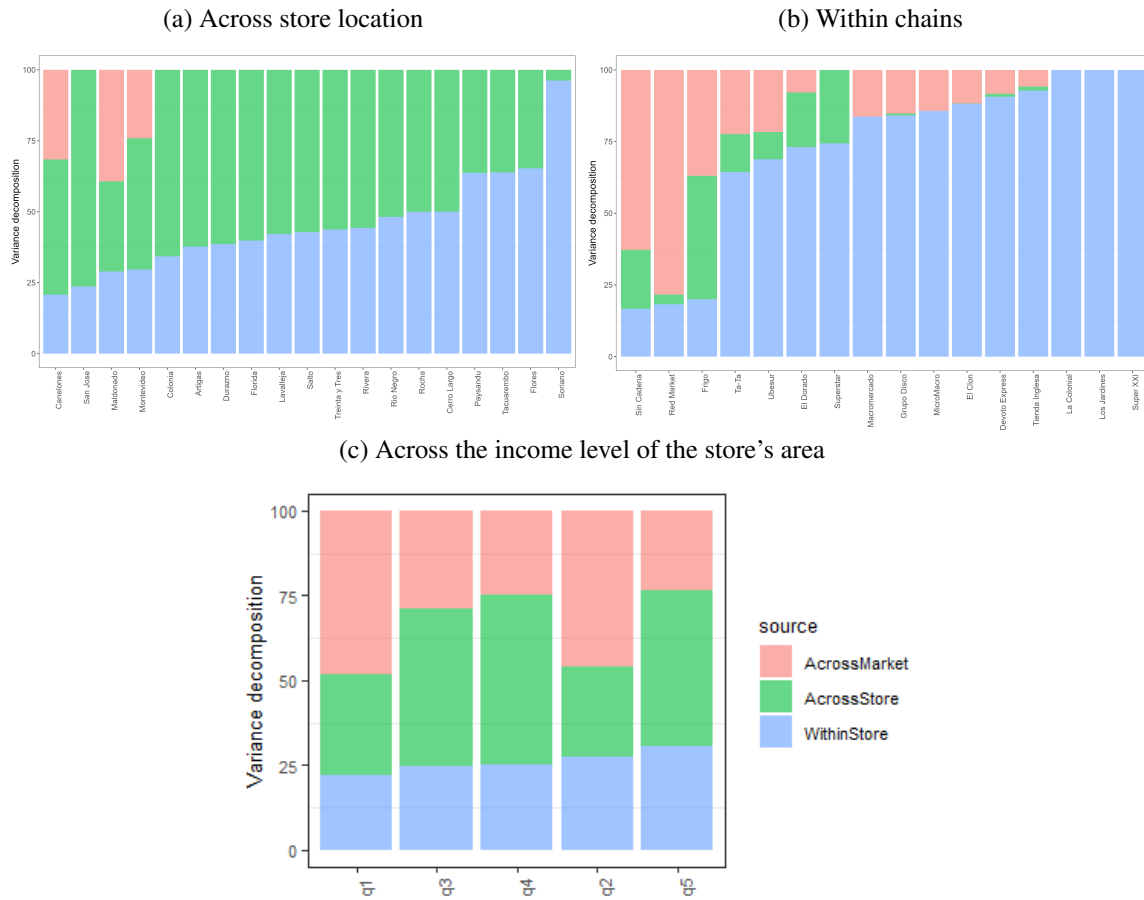 (a) Across store location
(b) Within chains
Variance decomposition
100
75
50
25
0
Canelones
San Jose
Maldonado
Montevideo
Colonia
Artigas
Durazno
Florida
Lavalleja
Salto
Treinta y Tres
Rivera
Rio Negro
Rocha
Cerro Largo
Paysandu
Tacuarembo
Flores
Soriano
Variance decomposition
100
75
50
25
0
Sin Cadena
Red Market
Frigo
Ta-Ta
Ubesur
El Dorado
Superstar
Macromercado
Grupo Disco
MicroMacro
El Clon
Devoto Express
Tienda Inglesa
La Colonial
Los Jardines
Super XXI
(c) Across the income level of the store's area
Variance decomposition
100
75
50
25
0
q1
q3
q4
q2
q5
source
AcrossMarket
AcrossStore
WithinStore